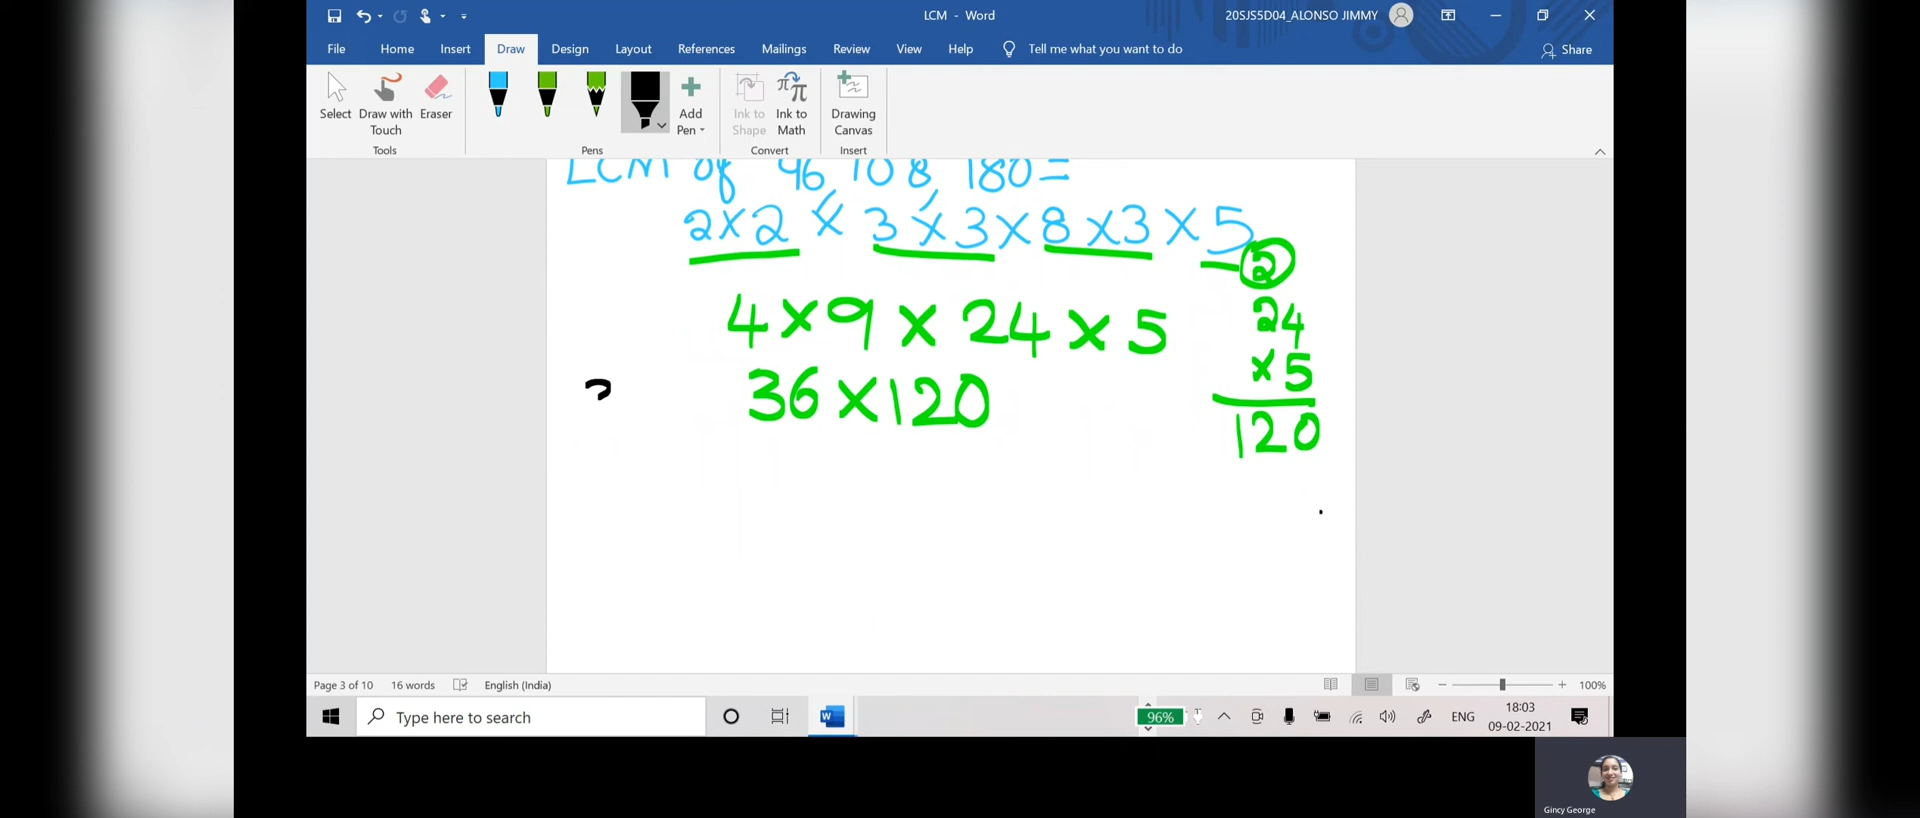 LCM - Word
20SJS5D04_ALONSO JIMMY
File Home Insert Draw Design Layout References Mailings Review View Help Tell me what you want to do Share
Select
Draw with Touch
Eraser
Add Pen
Ink to Shape
Ink to Math
Drawing Canvas
Tools
Pens
Convert
Insert
LCM of 96, 108, 180 =
2 x 2 x 3 x 3 x 8 x 3 x 5
4 x 9 x 24 x 5
36 x 120
2
24
x 5
120
Page 3 of 10 16 words English (India) 100%
Type here to search
W
96%
ENG
18:03
09-02-2021
Gincy George